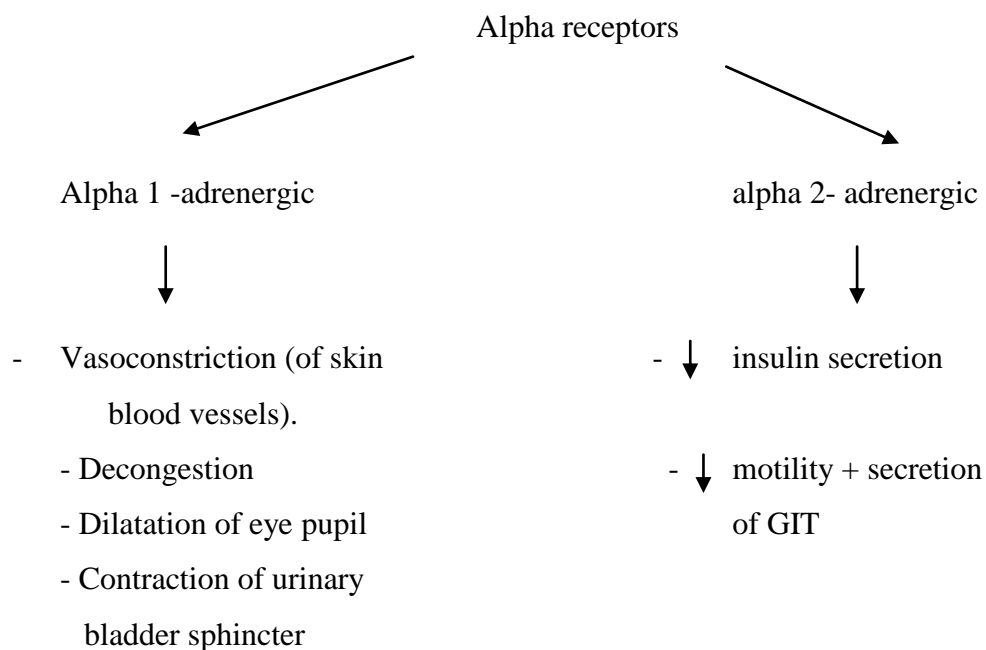 Alpha receptors
Alpha 1 -adrenergic
alpha 2- adrenergic
- Vasoconstriction (of skin
blood vessels).
- Decongestion
- Dilatation of eye pupil
- Contraction of urinary
bladder sphincter
- ↓ insulin secretion
- ↓ motility + secretion
of GIT